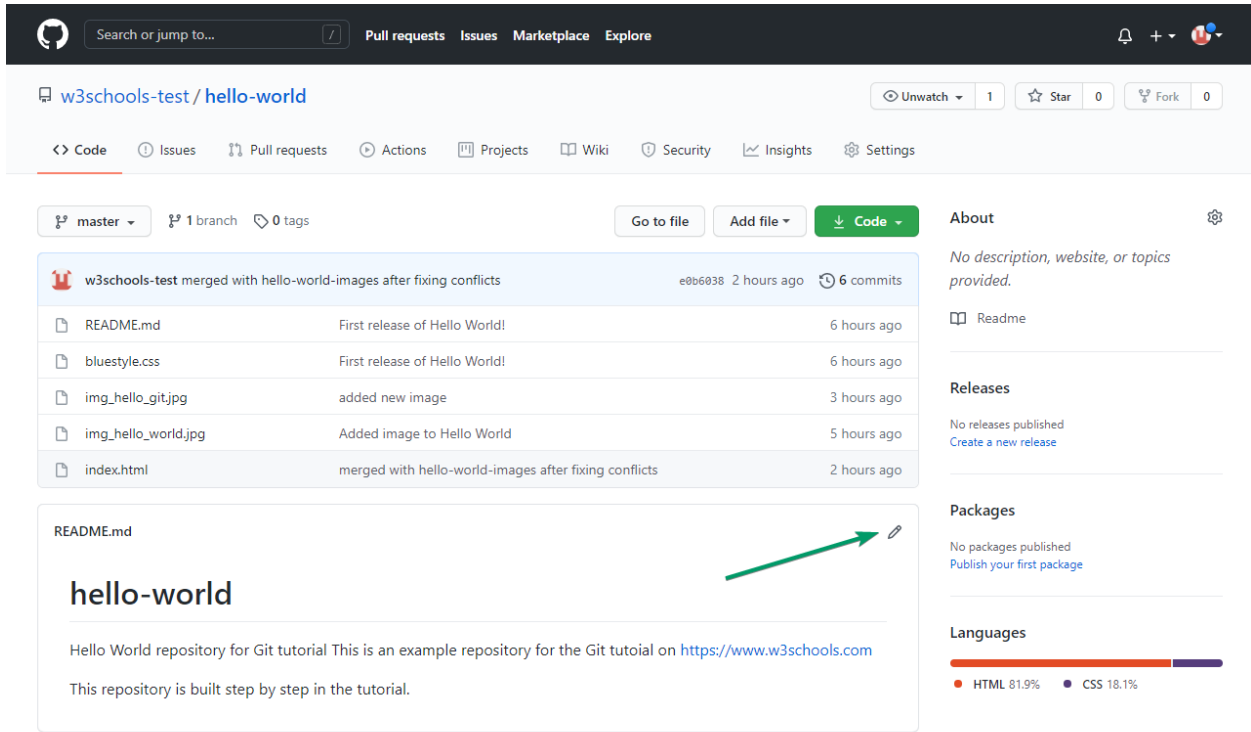 Search or jump to... / Pull requests Issues Marketplace Explore
w3schools-test / hello-world Unwatch 1 Star 0 Fork 0
Code Issues Pull requests Actions Projects Wiki Security Insights Settings
master 1 branch 0 tags Go to file Add file Code
w3schools-test merged with hello-world-images after fixing conflicts e0b6038 2 hours ago 6 commits
README.md First release of Hello World! 6 hours ago
bluestyle.css First release of Hello World! 6 hours ago
img_hello_git.jpg added new image 3 hours ago
img_hello_world.jpg Added image to Hello World 5 hours ago
index.html merged with hello-world-images after fixing conflicts 2 hours ago
README.md
hello-world
Hello World repository for Git tutorial This is an example repository for the Git tutoial on https://www.w3schools.com
This repository is built step by step in the tutorial.
About
No description, website, or topics
provided.
Readme
Releases
No releases published
Create a new release
Packages
No packages published
Publish your first package
Languages
HTML 81.9% CSS 18.1%